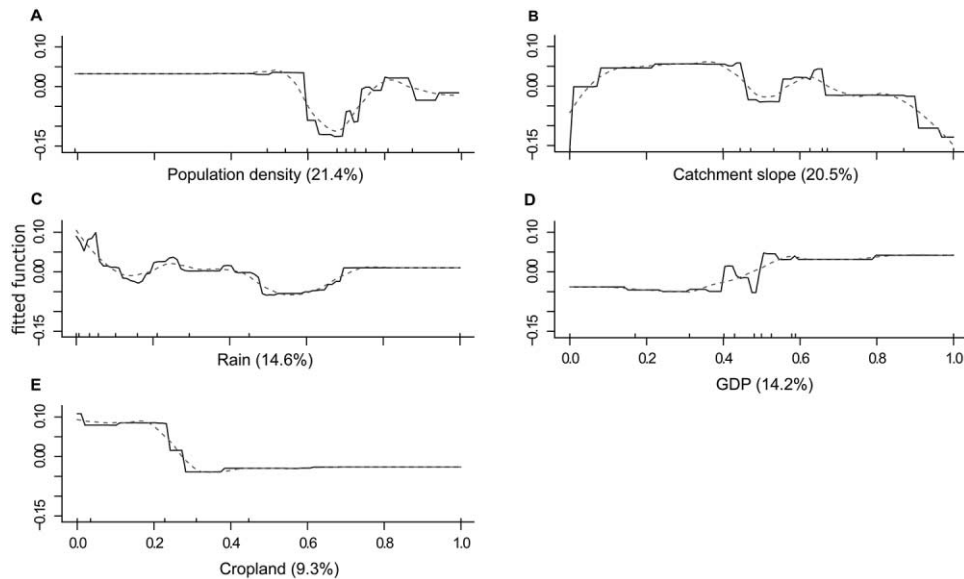 A
0.10
0.00
-0.15
Population density (21.4%)
B
0.10
0.00
-0.15
Catchment slope (20.5%)
C
fitted function
0.10
0.00
-0.15
Rain (14.6%)
D
0.10
0.00
-0.15
0.0 0.2 0.4 0.6 0.8 1.0
GDP (14.2%)
E
0.10
0.00
-0.15
0.0 0.2 0.4 0.6 0.8 1.0
Cropland (9.3%)